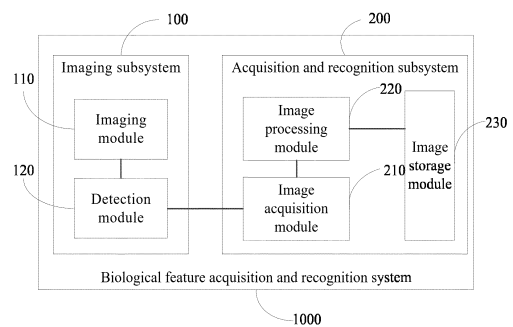 100
200
Imaging subsystem
Acquisition and recognition subsystem
110
Imaging
module
120
Detection
module
Image
processing
module
220
Image
acquisition
module
210
Image
storage
module
230
Biological feature acquisition and recognition system
1000